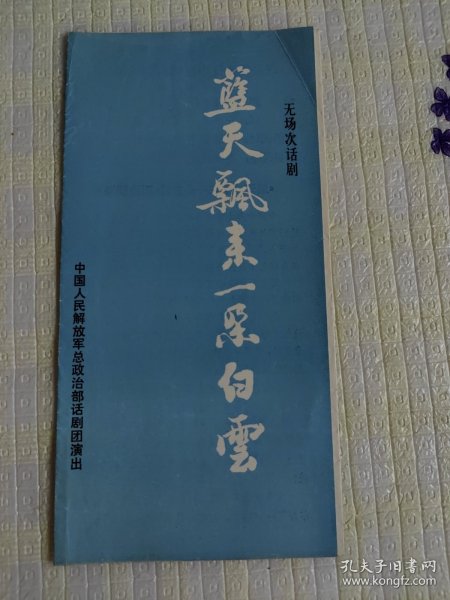 无场次话剧
蓝天飘来一朵白雲
中国人民解放军总政治部话剧团演出
孔夫子旧书网
www.kongfz.com